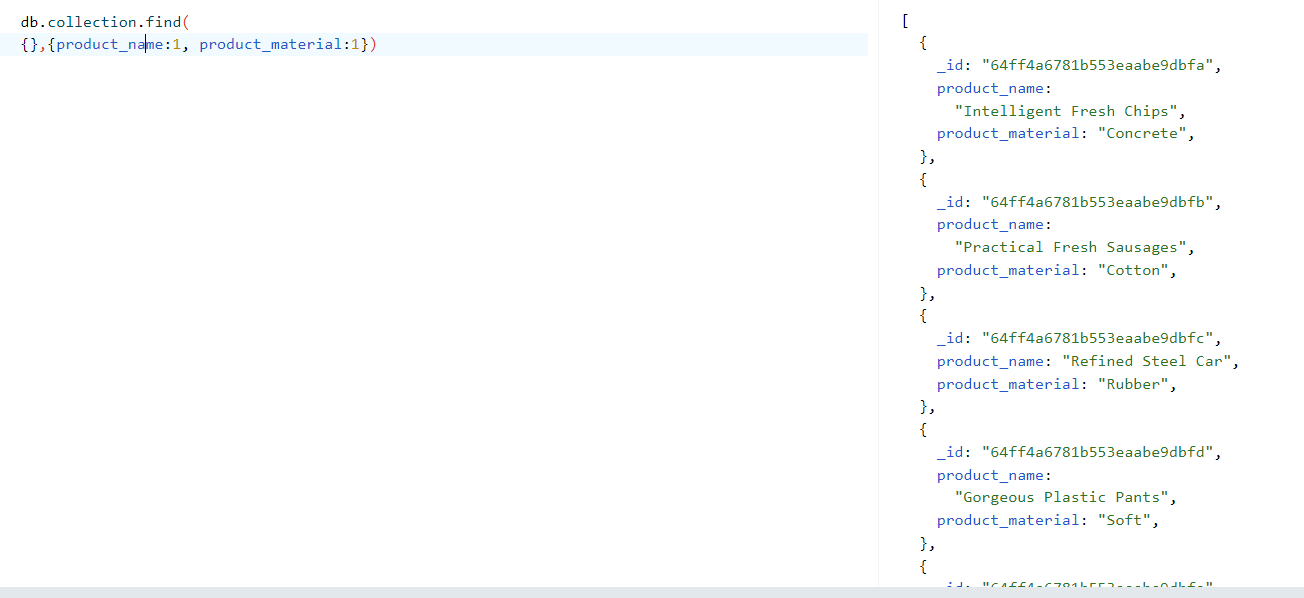 db.collection.find(
{},{product_name:1, product_material:1})
[
{
_id: "64ff4a6781b553eaabe9dbfa",
product_name:
"Intelligent Fresh Chips",
product_material: "Concrete",
},
{
_id: "64ff4a6781b553eaabe9dbfb",
product_name:
"Practical Fresh Sausages",
product_material: "Cotton",
},
{
_id: "64ff4a6781b553eaabe9dbfc",
product_name: "Refined Steel Car",
product_material: "Rubber",
},
{
_id: "64ff4a6781b553eaabe9dbfd",
product_name:
"Gorgeous Plastic Pants",
product_material: "Soft",
},
{